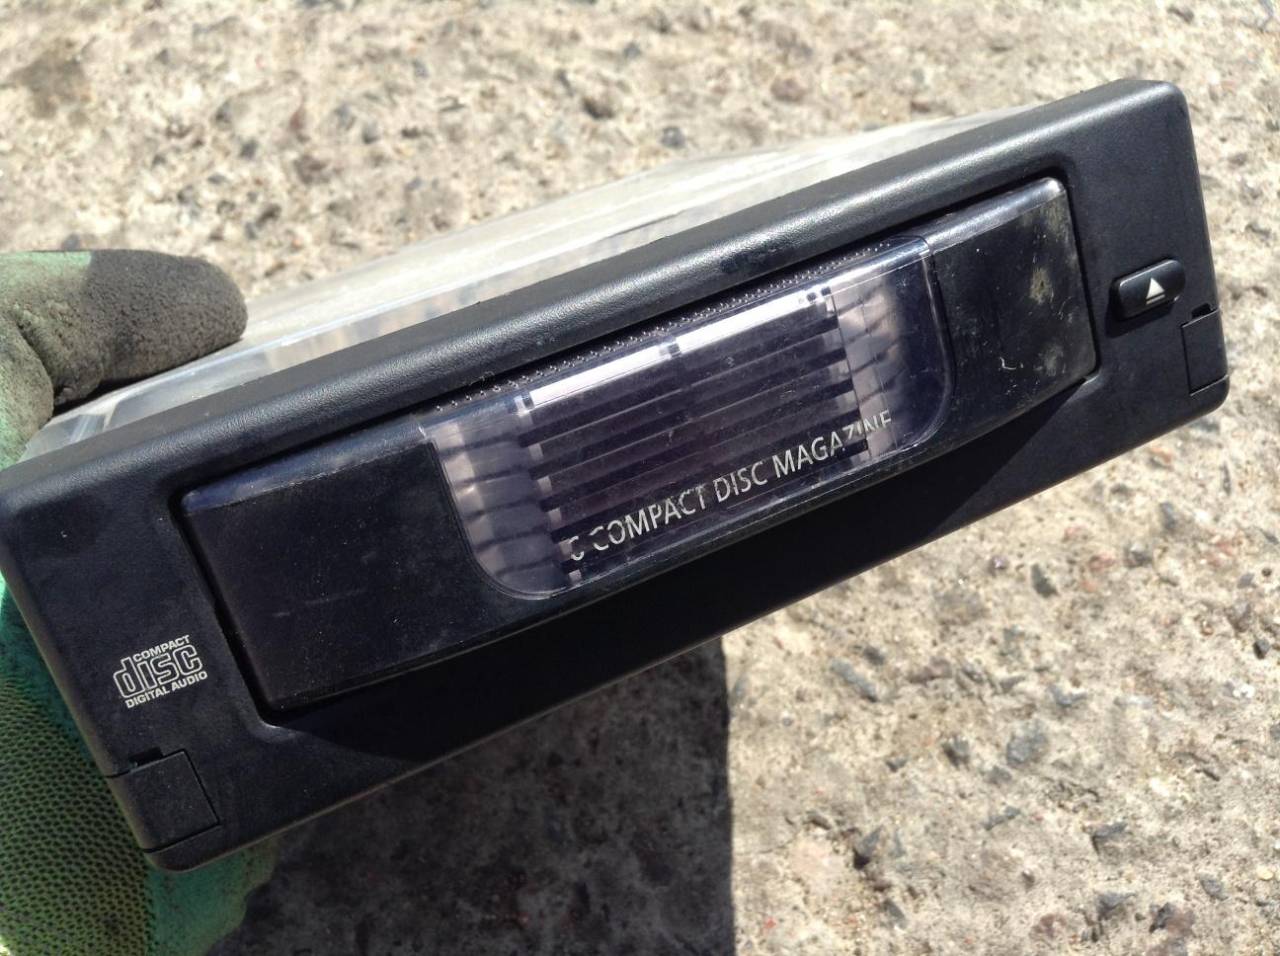 C COMPACT DISC MAGAZINE
COMPACT
disc
DIGITAL AUDIO